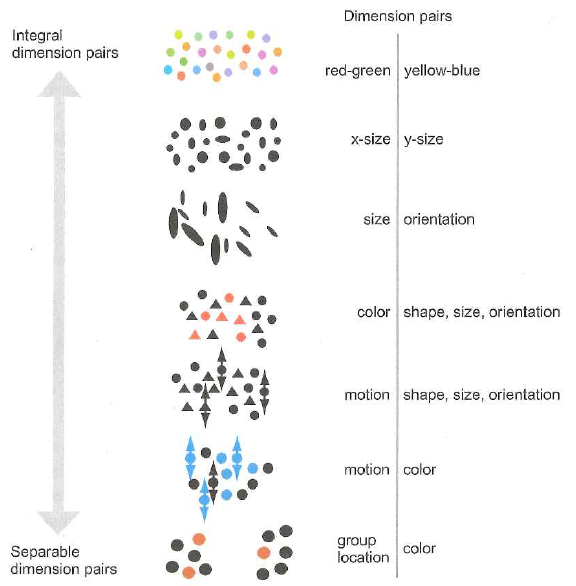 Dimension pairs
Integral
dimension pairs
red-green yellow-blue
x-size y-size
size orientation
color shape, size, orientation
motion shape, size, orientation
motion color
group
location color
Separable
dimension pairs